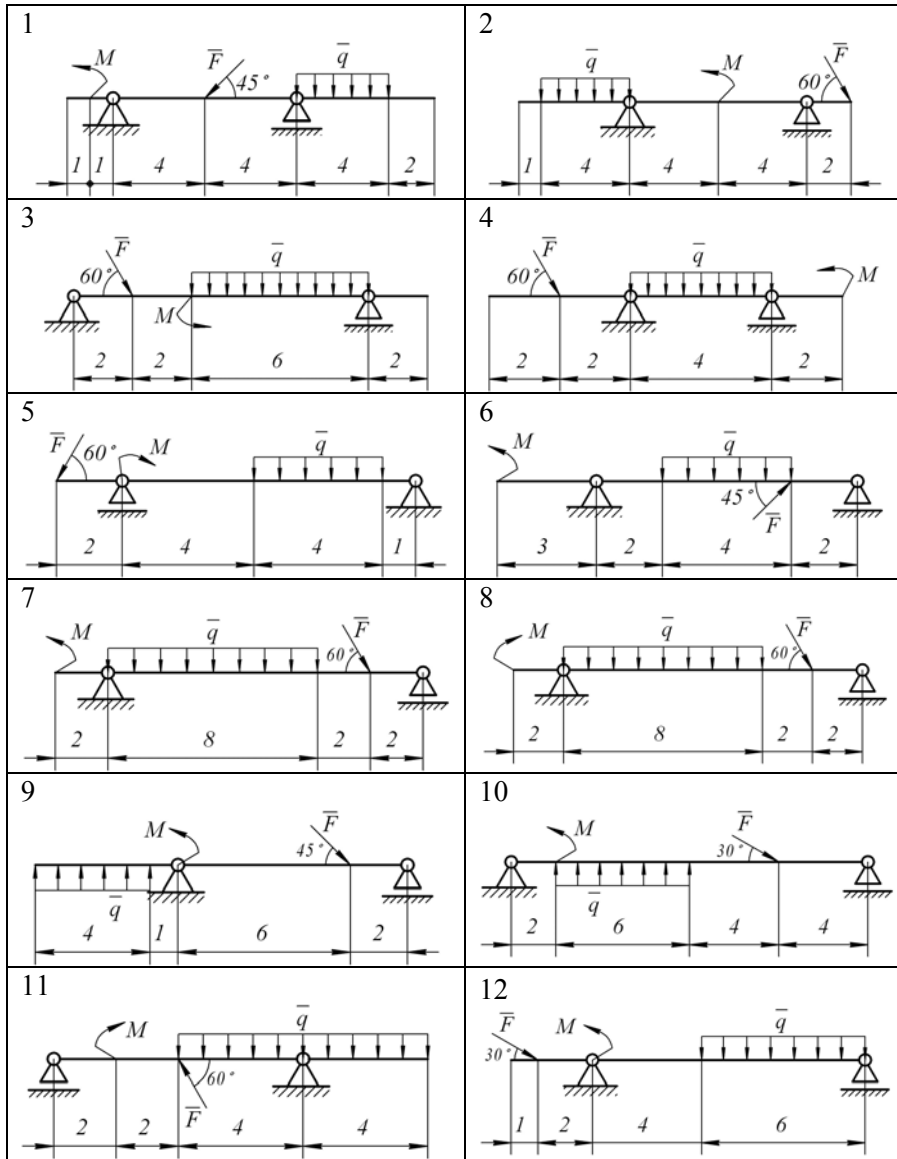 1
M
F̅
45°
q̅
1 1 4 4 4 2
2
q̅
M
60°
F̅
1 4 4 4 2
3
F̅
60°
M
q̅
2 2 6 2
4
F̅
60°
q̅
M
2 2 4 2
5
F̅
60°
M
q̅
2 4 4 1
6
M
q̅
45°
F̅
3 2 4 2
7
M
q̅
F̅
60°
2 8 2 2
8
M
q̅
F̅
60°
2 8 2 2
9
M
F̅
45°
q̅
4 1 6 2
10
M
F̅
30°
q̅
2 6 4 4
11
M
q̅
60°
F̅
2 2 4 4
12
F̅
30°
M
q̅
1 2 4 6